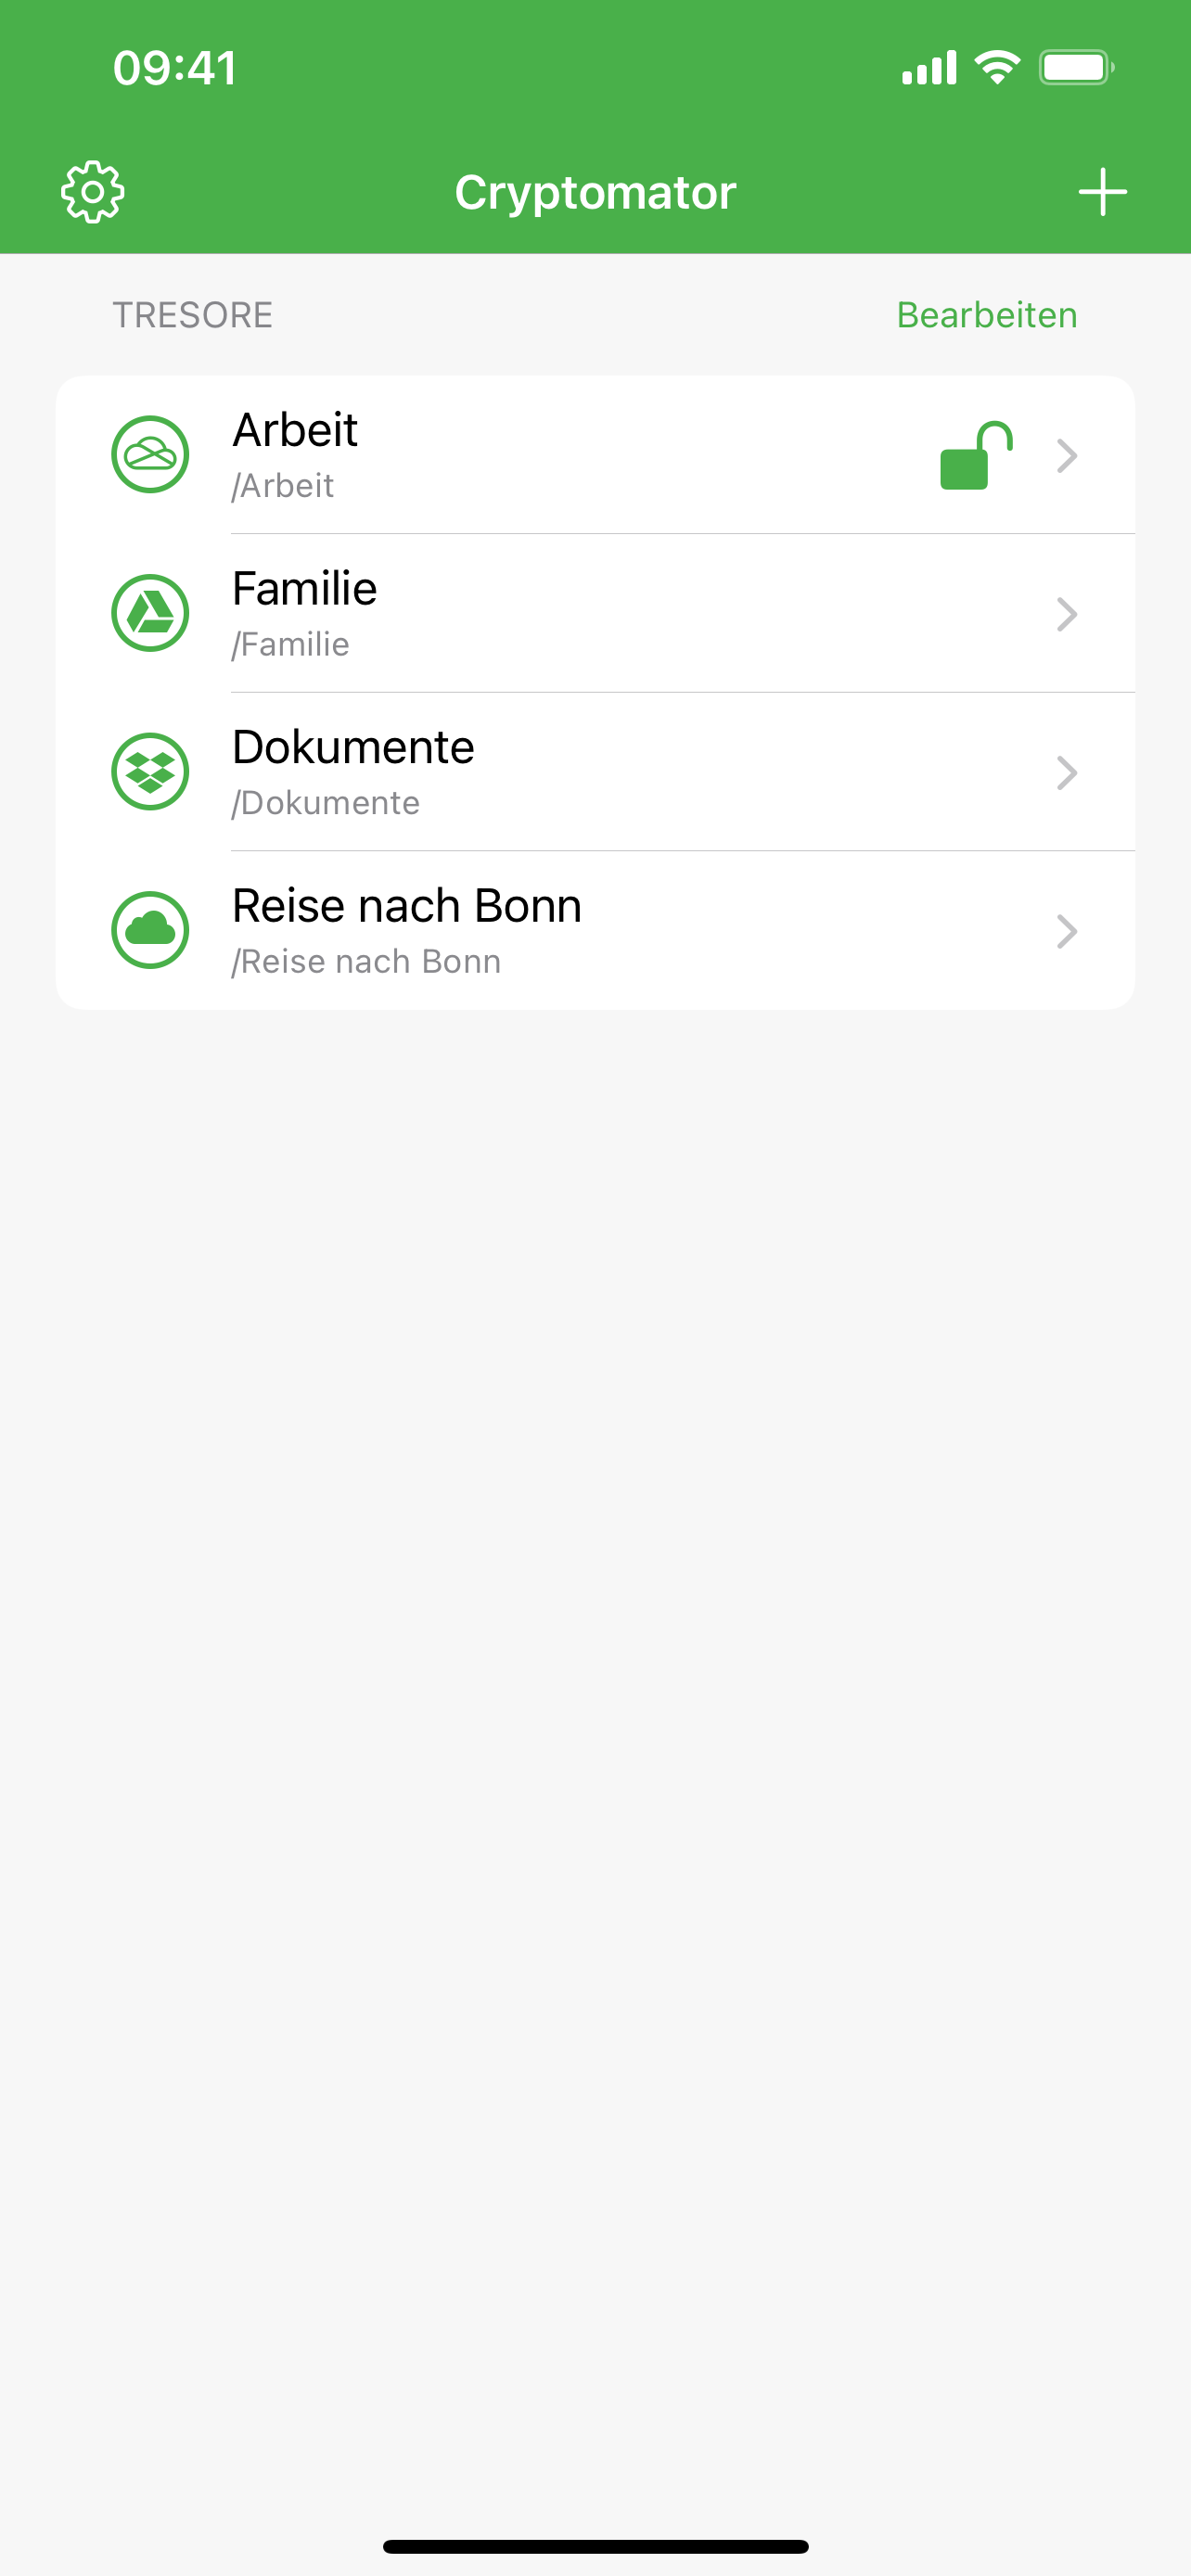 09:41
Cryptomator
TRESORE
Bearbeiten
Arbeit
/Arbeit
Familie
/Familie
Dokumente
/Dokumente
Reise nach Bonn
/Reise nach Bonn